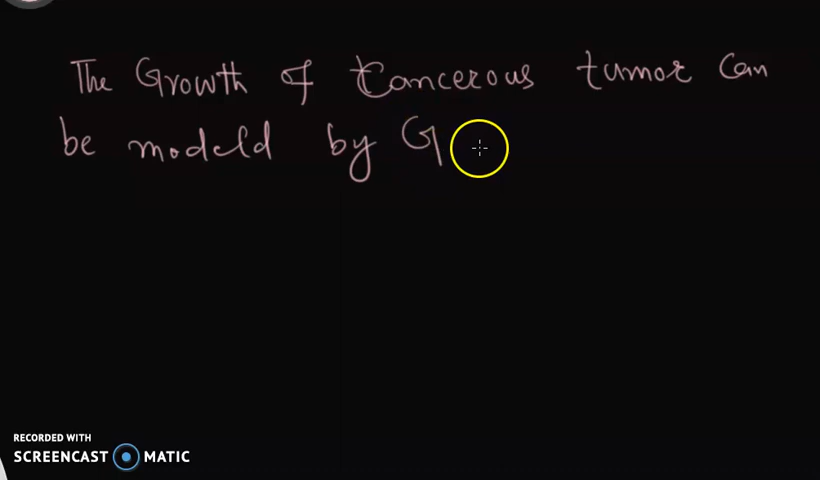 The Growth of Cancerous tumor can
be modeld by G
RECORDED WITH
SCREENCAST MATIC